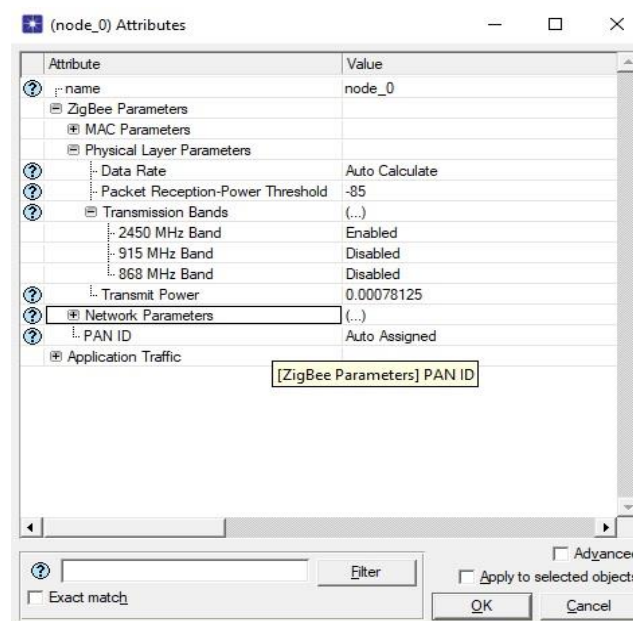 (node_0) Attributes
Attribute Value
name node_0
ZigBee Parameters
MAC Parameters
Physical Layer Parameters
Data Rate Auto Calculate
Packet Reception-Power Threshold -85
Transmission Bands (...)
2450 MHz Band Enabled
915 MHz Band Disabled
868 MHz Band Disabled
Transmit Power 0.00078125
Network Parameters (...)
PAN ID Auto Assigned
Application Traffic
[ZigBee Parameters] PAN ID
Advanced
Filter
Apply to selected objects
Exact match
OK Cancel